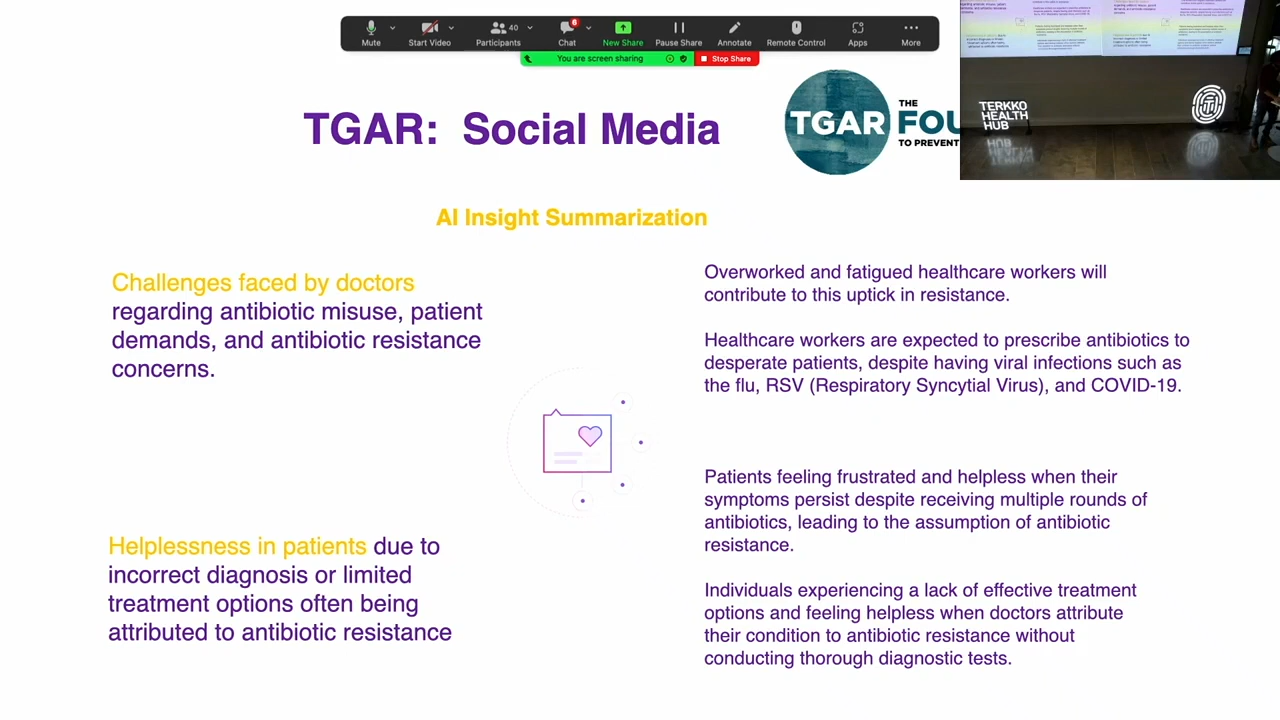 Mute
Start Video
Participants
40
Chat
6
New Share
Pause Share
Annotate
Remote Control
Apps
More
You are screen sharing
Stop Share
TGAR: Social Media
TGAR
THE
FOU
TO PREVENT
TERKKO
HEALTH
HUB
AI Insight Summarization
Challenges faced by doctors
regarding antibiotic misuse, patient
demands, and antibiotic resistance
concerns.
Overworked and fatigued healthcare workers will
contribute to this uptick in resistance.
Healthcare workers are expected to prescribe antibiotics to
desperate patients, despite having viral infections such as
the flu, RSV (Respiratory Syncytial Virus), and COVID-19.
Helplessness in patients due to
incorrect diagnosis or limited
treatment options often being
attributed to antibiotic resistance
Patients feeling frustrated and helpless when their
symptoms persist despite receiving multiple rounds of
antibiotics, leading to the assumption of antibiotic
resistance.
Individuals experiencing a lack of effective treatment
options and feeling helpless when doctors attribute
their condition to antibiotic resistance without
conducting thorough diagnostic tests.